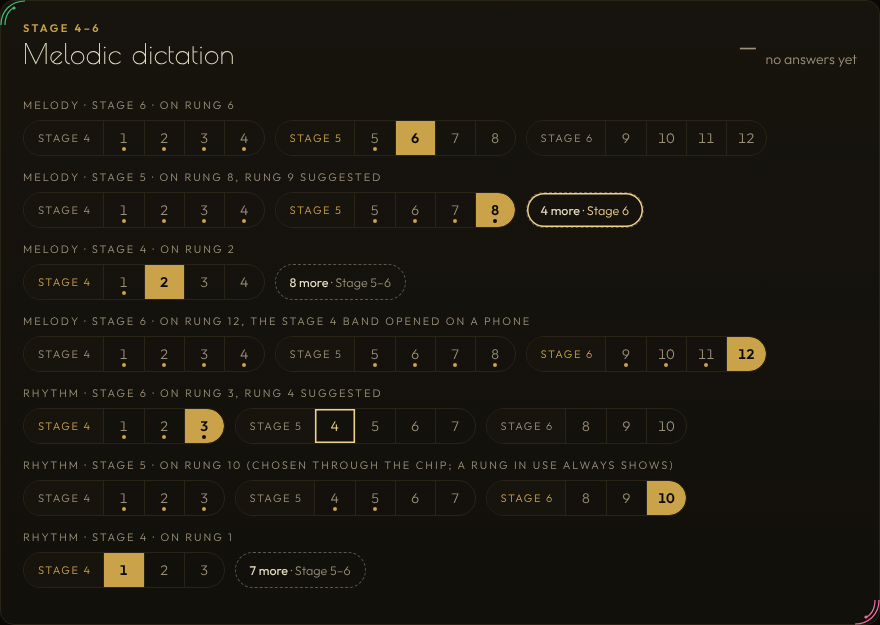 STAGE 4–6
Melodic dictation
— no answers yet
MELODY · STAGE 6 · ON RUNG 6
STAGE 4 1 2 3 4 STAGE 5 5 6 7 8 STAGE 6 9 10 11 12
MELODY · STAGE 5 · ON RUNG 8, RUNG 9 SUGGESTED
STAGE 4 1 2 3 4 STAGE 5 5 6 7 8 4 more · Stage 6
MELODY · STAGE 4 · ON RUNG 2
STAGE 4 1 2 3 4 8 more · Stage 5–6
MELODY · STAGE 6 · ON RUNG 12, THE STAGE 4 BAND OPENED ON A PHONE
STAGE 4 1 2 3 4 STAGE 5 5 6 7 8 STAGE 6 9 10 11 12
RHYTHM · STAGE 6 · ON RUNG 3, RUNG 4 SUGGESTED
STAGE 4 1 2 3 STAGE 5 4 5 6 7 STAGE 6 8 9 10
RHYTHM · STAGE 5 · ON RUNG 10 (CHOSEN THROUGH THE CHIP; A RUNG IN USE ALWAYS SHOWS)
STAGE 4 1 2 3 STAGE 5 4 5 6 7 STAGE 6 8 9 10
RHYTHM · STAGE 4 · ON RUNG 1
STAGE 4 1 2 3 7 more · Stage 5–6